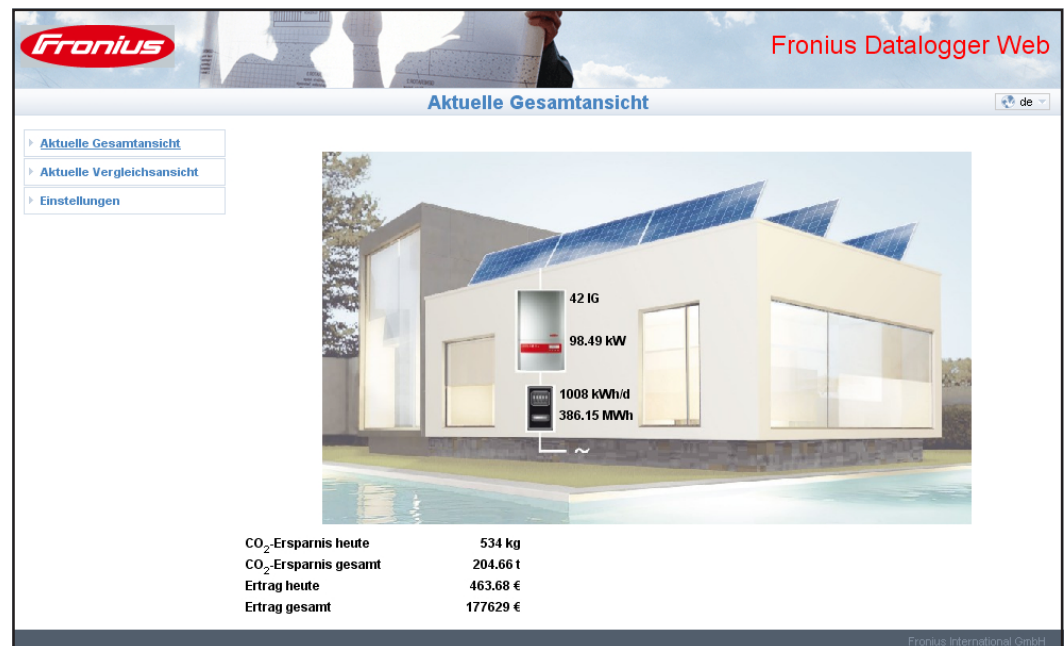 Fronius
Fronius Datalogger Web
Aktuelle Gesamtansicht
de
Aktuelle Gesamtansicht
Aktuelle Vergleichsansicht
Einstellungen
42 IG
98.49 kW
1008 kWh/d
386.15 MWh
~
CO₂-Ersparnis heute 534 kg
CO₂-Ersparnis gesamt 204.66 t
Ertrag heute 463.68 €
Ertrag gesamt 177629 €
Fronius International GmbH